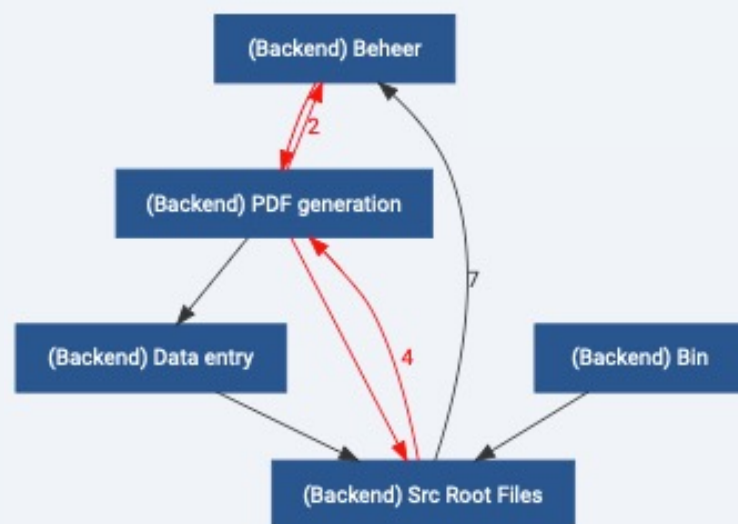 (Backend) Beheer
2
(Backend) PDF generation
7
(Backend) Data entry
4
(Backend) Bin
(Backend) Src Root Files